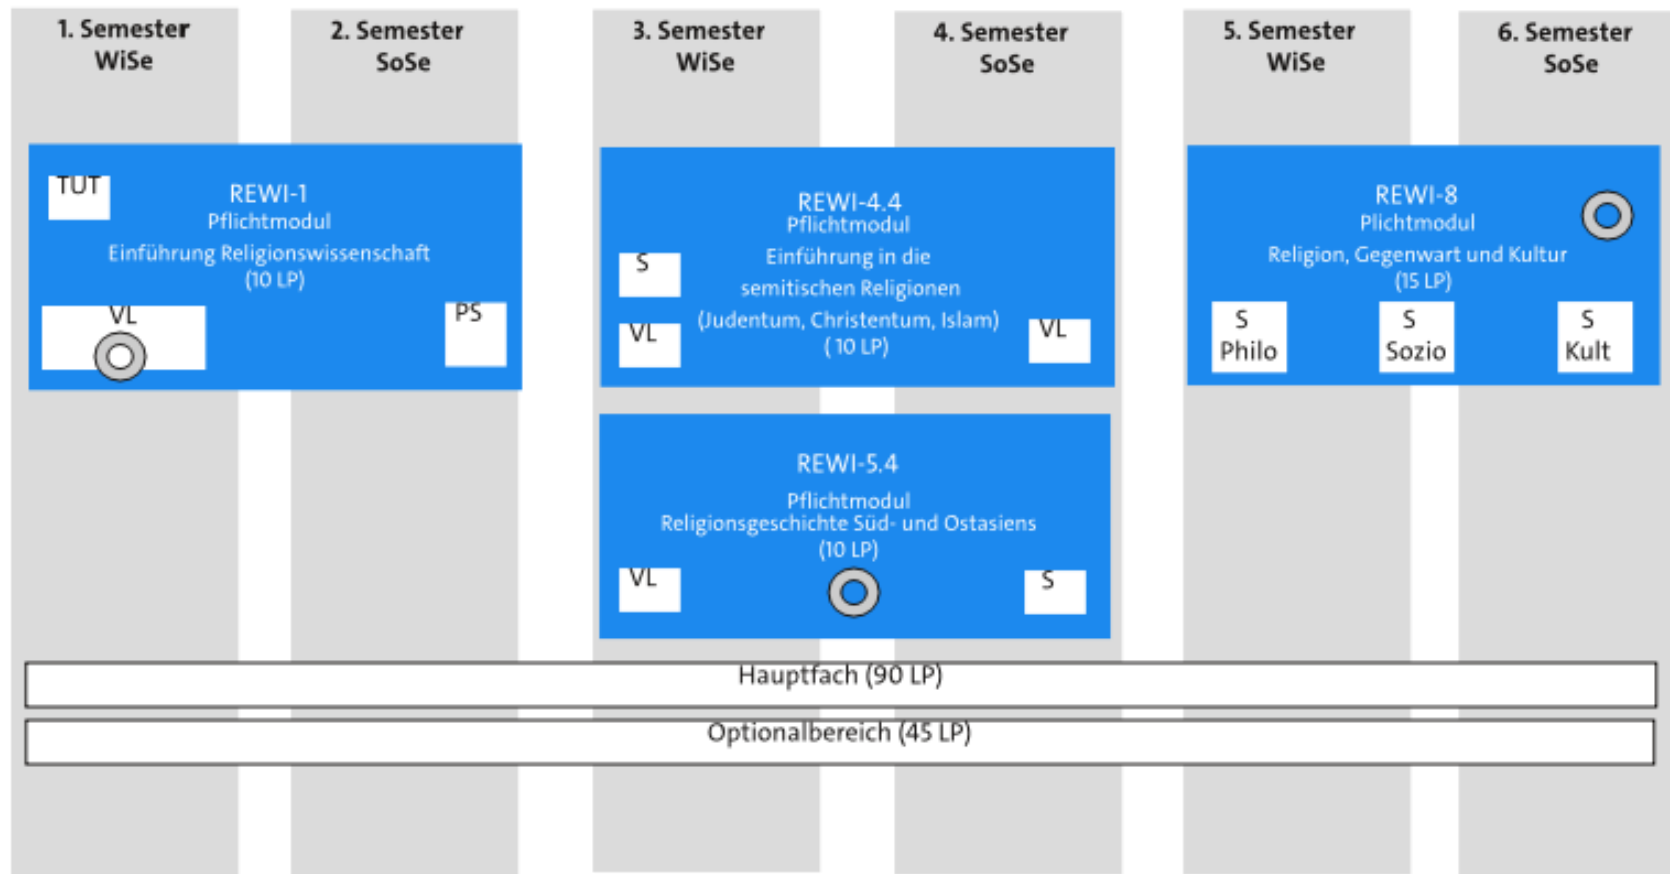 1. Semester
WiSe
2. Semester
SoSe
3. Semester
WiSe
4. Semester
SoSe
5. Semester
WiSe
6. Semester
SoSe
TUT
REWI-1
Pflichtmodul
Einführung Religionswissenschaft
(10 LP)
VL
PS
REWI-4.4
Pflichtmodul
Einführung in die
semitischen Religionen
(Judentum, Christentum, Islam)
( 10 LP)
S
VL
VL
REWI-8
Plichtmodul
Religion, Gegenwart und Kultur
(15 LP)
S
Philo
S
Sozio
S
Kult
REWI-5.4
Pflichtmodul
Religionsgeschichte Süd- und Ostasiens
(10 LP)
VL
S
Hauptfach (90 LP)
Optionalbereich (45 LP)